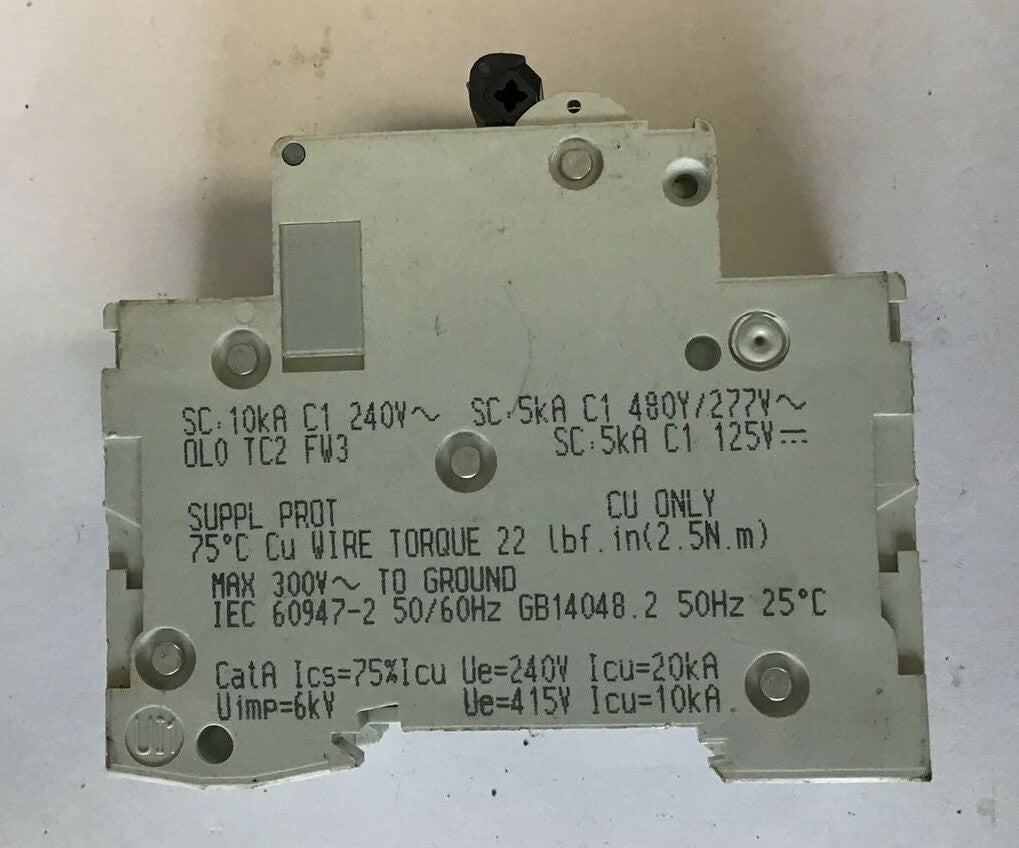 SC:10kA C1 240V~ SC:5kA C1 480Y/277V~
OL0 TC2 FW3 SC:5kA C1 125V⎓
SUPPL PROT CU ONLY
75°C Cu WIRE TORQUE 22 lbf.in(2.5N.m)
MAX 300V~ TO GROUND
IEC 60947-2 50/60Hz GB14048.2 50Hz 25°C
CatA Ics=75%Icu Ue=240V Icu=20kA
Uimp=6kV Ue=415V Icu=10kA